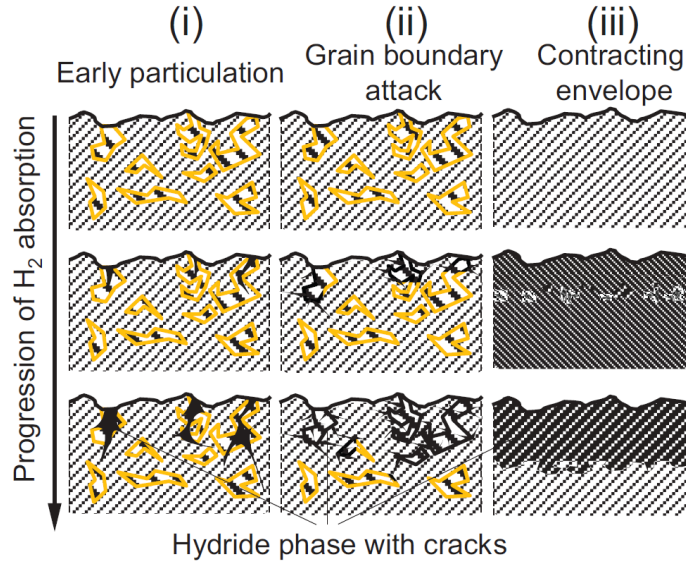 (i)
Early particulation
(ii)
Grain boundary
attack
(iii)
Contracting
envelope
Progression of H₂ absorption
Hydride phase with cracks